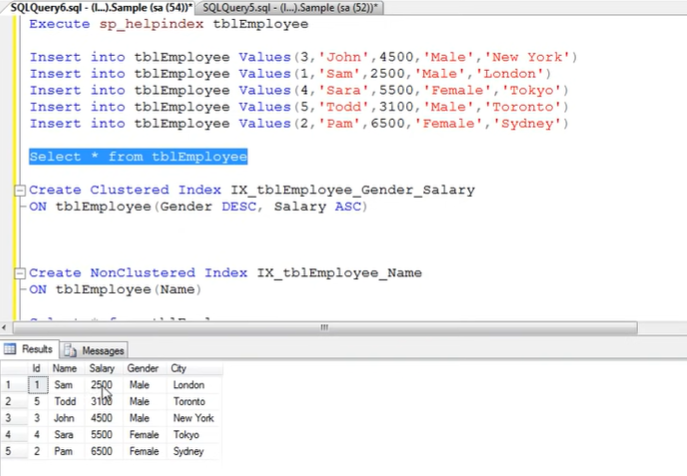 SQLQuery6.sql - (l...).Sample (sa (54))* SQLQuery5.sql - (l...).Sample (sa (52))*
Execute sp_helpindex tblEmployee
Insert into tblEmployee Values(3,'John',4500,'Male','New York')
Insert into tblEmployee Values(1,'Sam',2500,'Male','London')
Insert into tblEmployee Values(4,'Sara',5500,'Female','Tokyo')
Insert into tblEmployee Values(5,'Todd',3100,'Male','Toronto')
Insert into tblEmployee Values(2,'Pam',6500,'Female','Sydney')
Select * from tblEmployee
Create Clustered Index IX_tblEmployee_Gender_Salary
ON tblEmployee(Gender DESC, Salary ASC)
Create NonClustered Index IX_tblEmployee_Name
ON tblEmployee(Name)
Results Messages
Id Name Salary Gender City
1 1 Sam 2500 Male London
2 5 Todd 3100 Male Toronto
3 3 John 4500 Male New York
4 4 Sara 5500 Female Tokyo
5 2 Pam 6500 Female Sydney